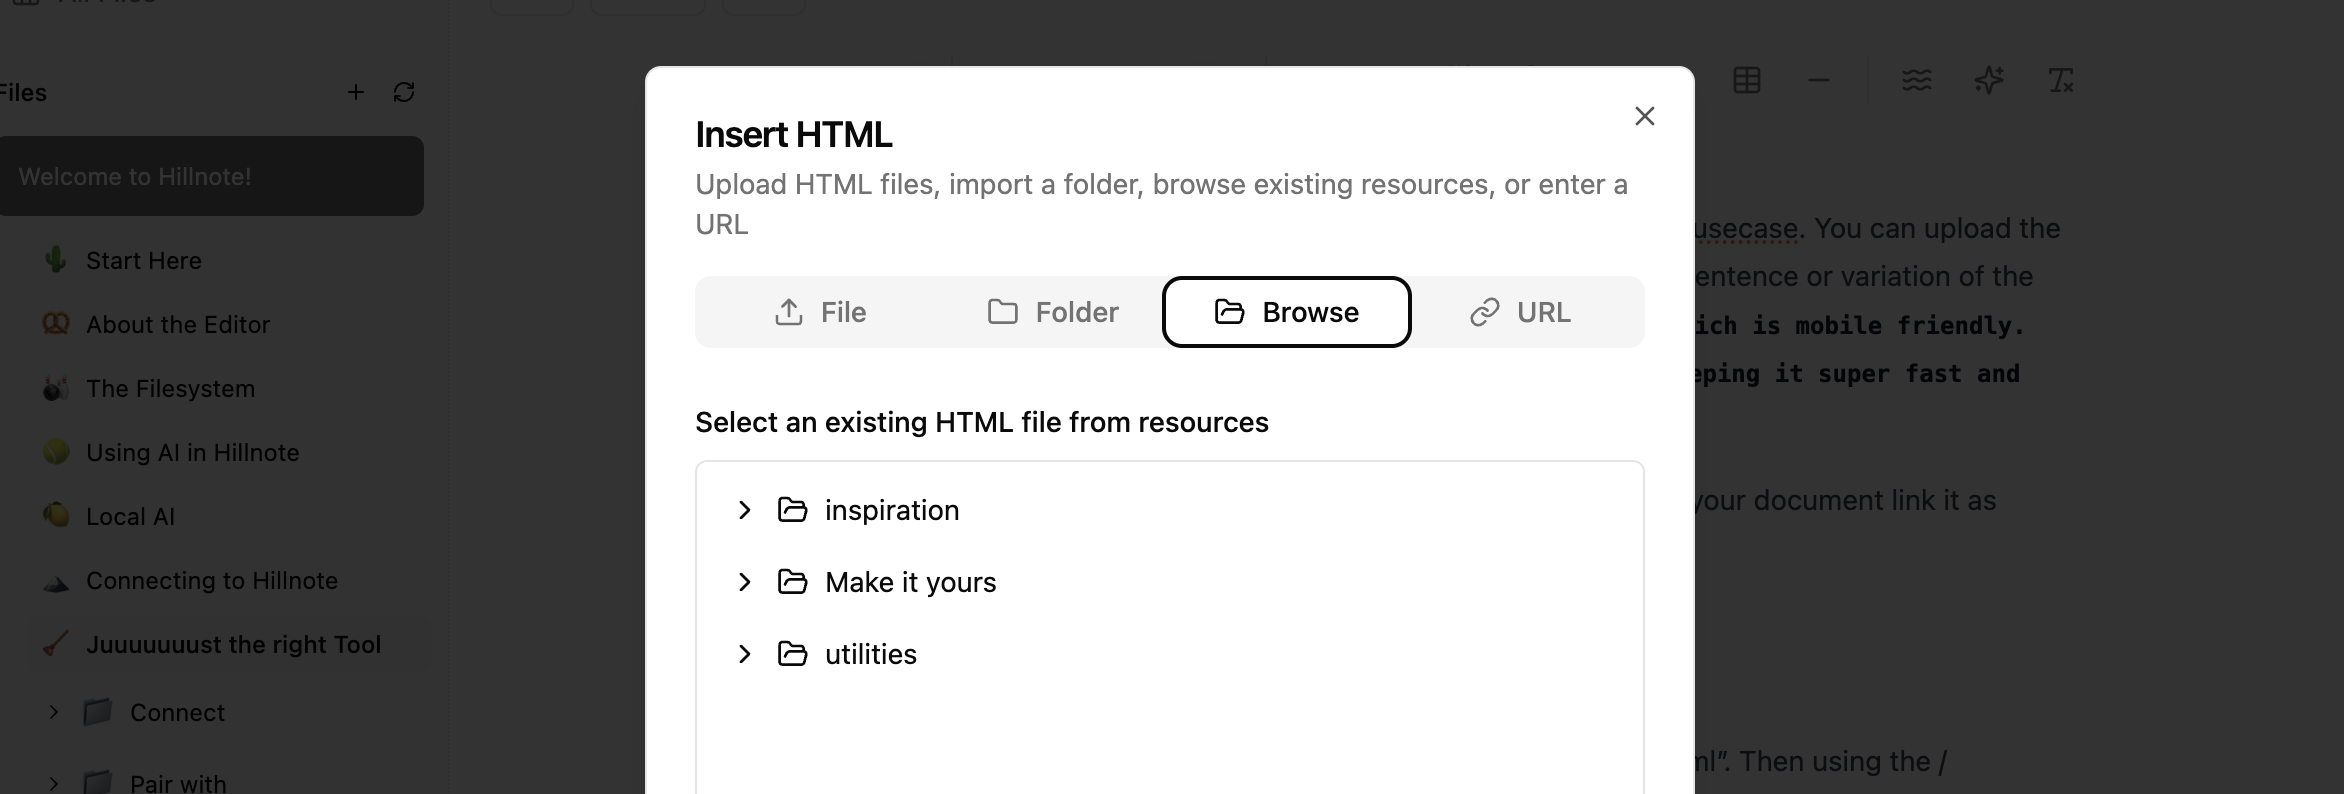 Files
Welcome to Hillnote!
Start Here
About the Editor
The Filesystem
Using AI in Hillnote
Local AI
Connecting to Hillnote
Juuuuuuust the right Tool
Connect
Pair with
Insert HTML
Upload HTML files, import a folder, browse existing resources, or enter a
URL
File
Folder
Browse
URL
Select an existing HTML file from resources
inspiration
Make it yours
utilities
usecase. You can upload the
entence or variation of the
ich is mobile friendly.
eping it super fast and
your document link it as
ml”. Then using the /